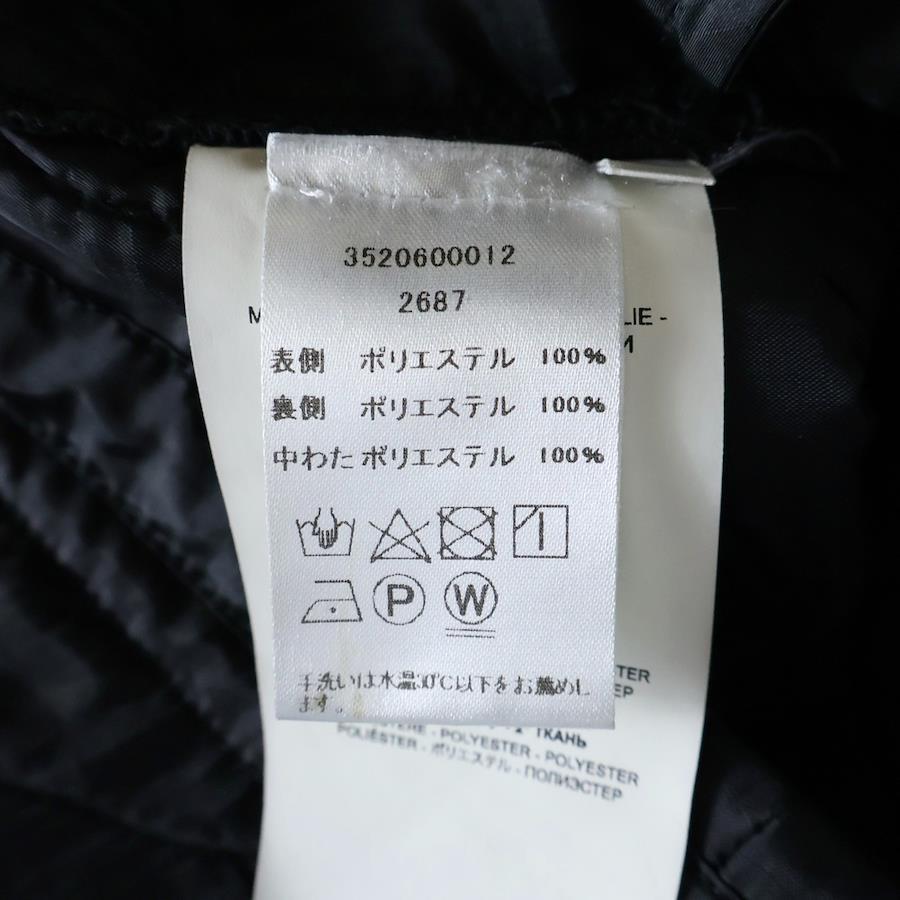 3520600012
2687
表側 ポリエステル 100%
裏側 ポリエステル 100%
中わた ポリエステル 100%
P W
手洗いは水温30℃以下をお薦めし
ます。
LIE -
TER
ТКАНЬ
POLYESTER - POLYESTER
POLIÉSTER - ポリエステル - ПОЛИЭСТЕР